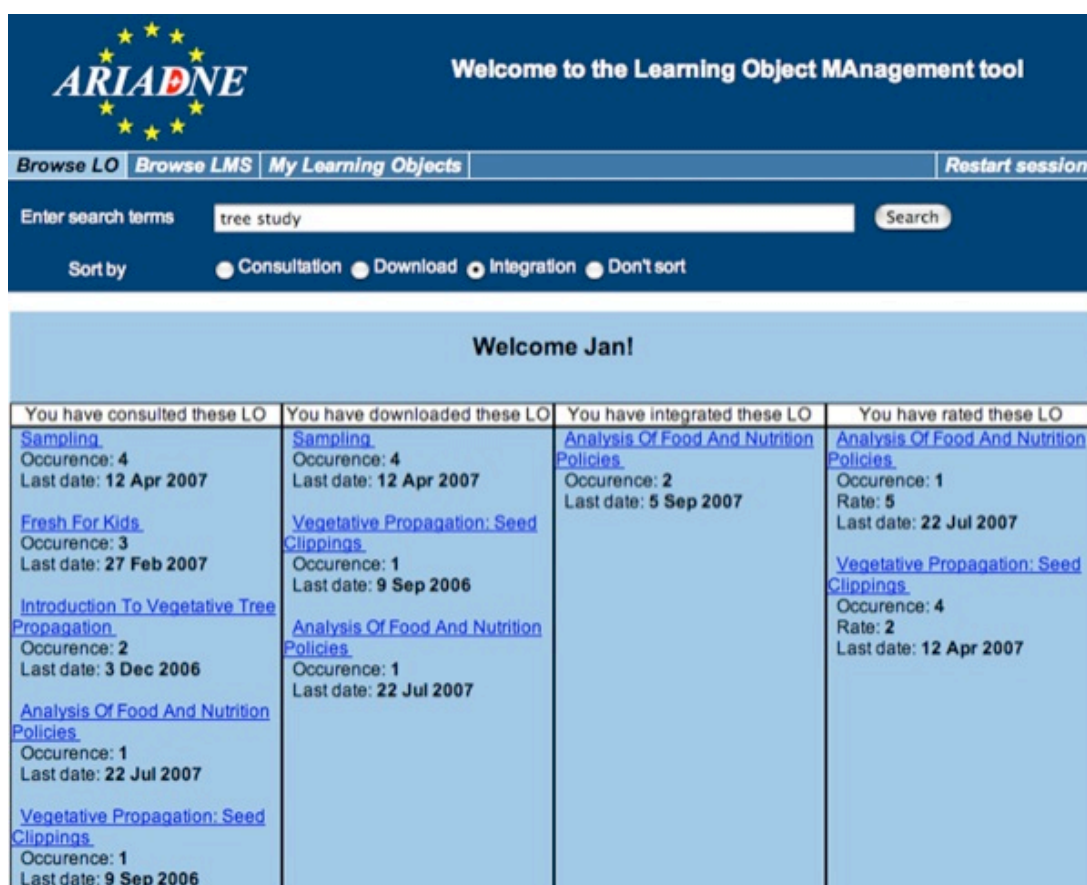 ARIADNE
Welcome to the Learning Object MAnagement tool
Browse LO Browse LMS My Learning Objects Restart session
Enter search terms tree study Search
Sort by Consultation Download Integration Don't sort
Welcome Jan!
You have consulted these LO
Sampling
Occurence: 4
Last date: 12 Apr 2007
Fresh For Kids
Occurence: 3
Last date: 27 Feb 2007
Introduction To Vegetative Tree
Propagation
Occurence: 2
Last date: 3 Dec 2006
Analysis Of Food And Nutrition
Policies
Occurence: 1
Last date: 22 Jul 2007
Vegetative Propagation: Seed
Clippings
Occurence: 1
Last date: 9 Sep 2006
You have downloaded these LO
Sampling
Occurence: 4
Last date: 12 Apr 2007
Vegetative Propagation: Seed
Clippings
Occurence: 1
Last date: 9 Sep 2006
Analysis Of Food And Nutrition
Policies
Occurence: 1
Last date: 22 Jul 2007
You have integrated these LO
Analysis Of Food And Nutrition
Policies
Occurence: 2
Last date: 5 Sep 2007
You have rated these LO
Analysis Of Food And Nutrition
Policies
Occurence: 1
Rate: 5
Last date: 22 Jul 2007
Vegetative Propagation: Seed
Clippings
Occurence: 4
Rate: 2
Last date: 12 Apr 2007